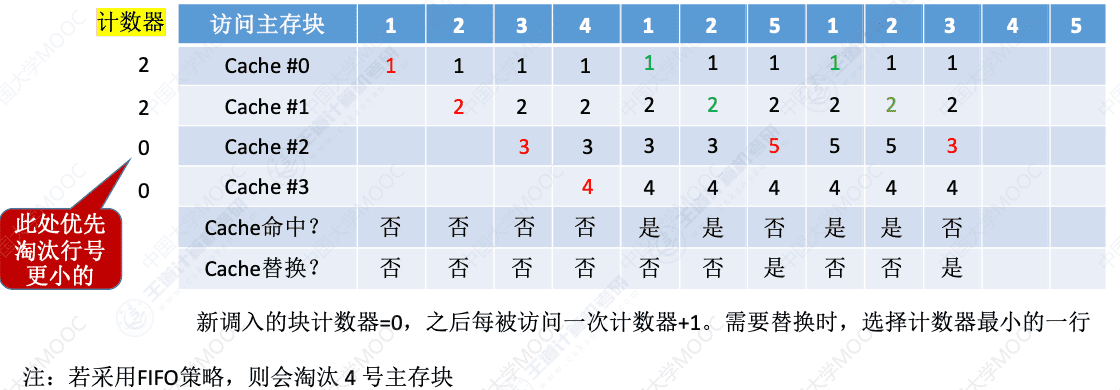 计数器 访问主存块 1 2 3 4 1 2 5 1 2 3 4 5
2 Cache #0 1 1 1 1 1 1 1 1 1 1
2 Cache #1 2 2 2 2 2 2 2 2 2
0 Cache #2 3 3 3 3 5 5 5 3
0 Cache #3 4 4 4 4 4 4 4
此处优先
淘汰行号
更小的
Cache命中? 否 否 否 否 是 是 否 是 是 否
Cache替换? 否 否 否 否 否 否 是 否 否 是
新调入的块计数器=0，之后每被访问一次计数器+1。需要替换时，选择计数器最小的一行
注：若采用FIFO策略，则会淘汰 4 号主存块